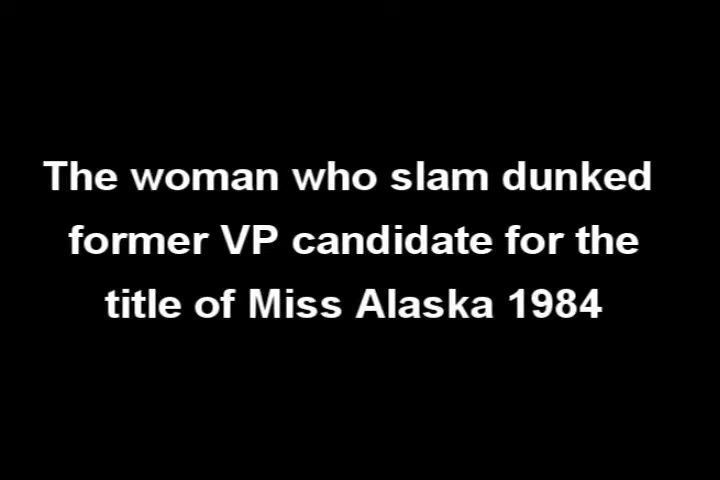 The woman who slam dunked
former VP candidate for the
title of Miss Alaska 1984